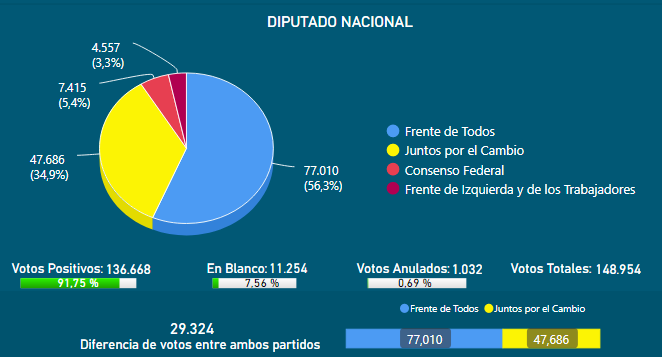 DIPUTADO NACIONAL
4.557
(3,3%)
7.415
(5,4%)
47.686
(34,9%)
77.010
(56,3%)
Frente de Todos
Juntos por el Cambio
Consenso Federal
Frente de Izquierda y de los Trabajadores
Votos Positivos: 136.668
91,75 %
En Blanco: 11.254
7.56 %
Votos Anulados: 1.032
0.69 %
Votos Totales: 148.954
Frente de Todos Juntos por el Cambio
29.324
Diferencia de votos entre ambos partidos
77,010 47,686